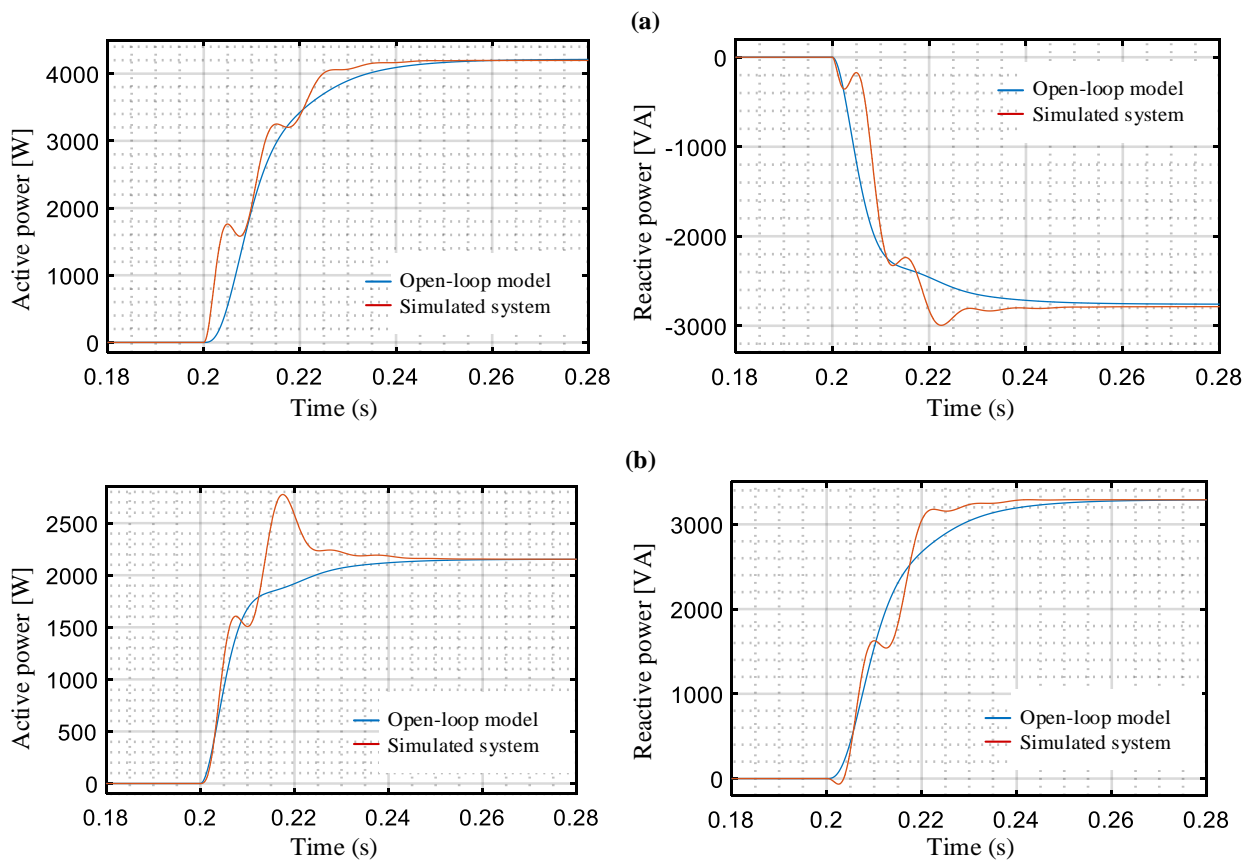 (a)
4000
3000
2000
1000
0
Active power [W]
Open-loop model
Simulated system
0.18
0.2
0.22
0.24
0.26
0.28
Time (s)
0
-1000
-2000
-3000
Reactive power [VA]
Open-loop model
Simulated system
0.18
0.2
0.22
0.24
0.26
0.28
Time (s)
(b)
2500
2000
1500
1000
500
0
Active power [W]
Open-loop model
Simulated system
0.18
0.2
0.22
0.24
0.26
0.28
Time (s)
3000
2000
1000
0
Reactive power [VA]
Open-loop model
Simulated system
0.18
0.2
0.22
0.24
0.26
0.28
Time (s)